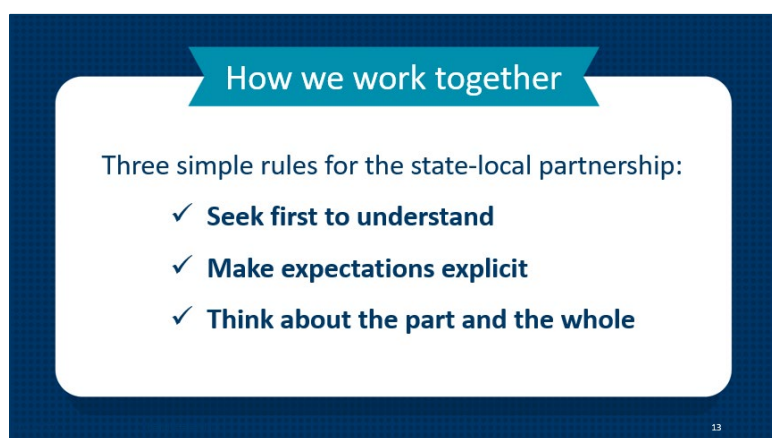 How we work together
Three simple rules for the state-local partnership:
✓ Seek first to understand
✓ Make expectations explicit
✓ Think about the part and the whole
13